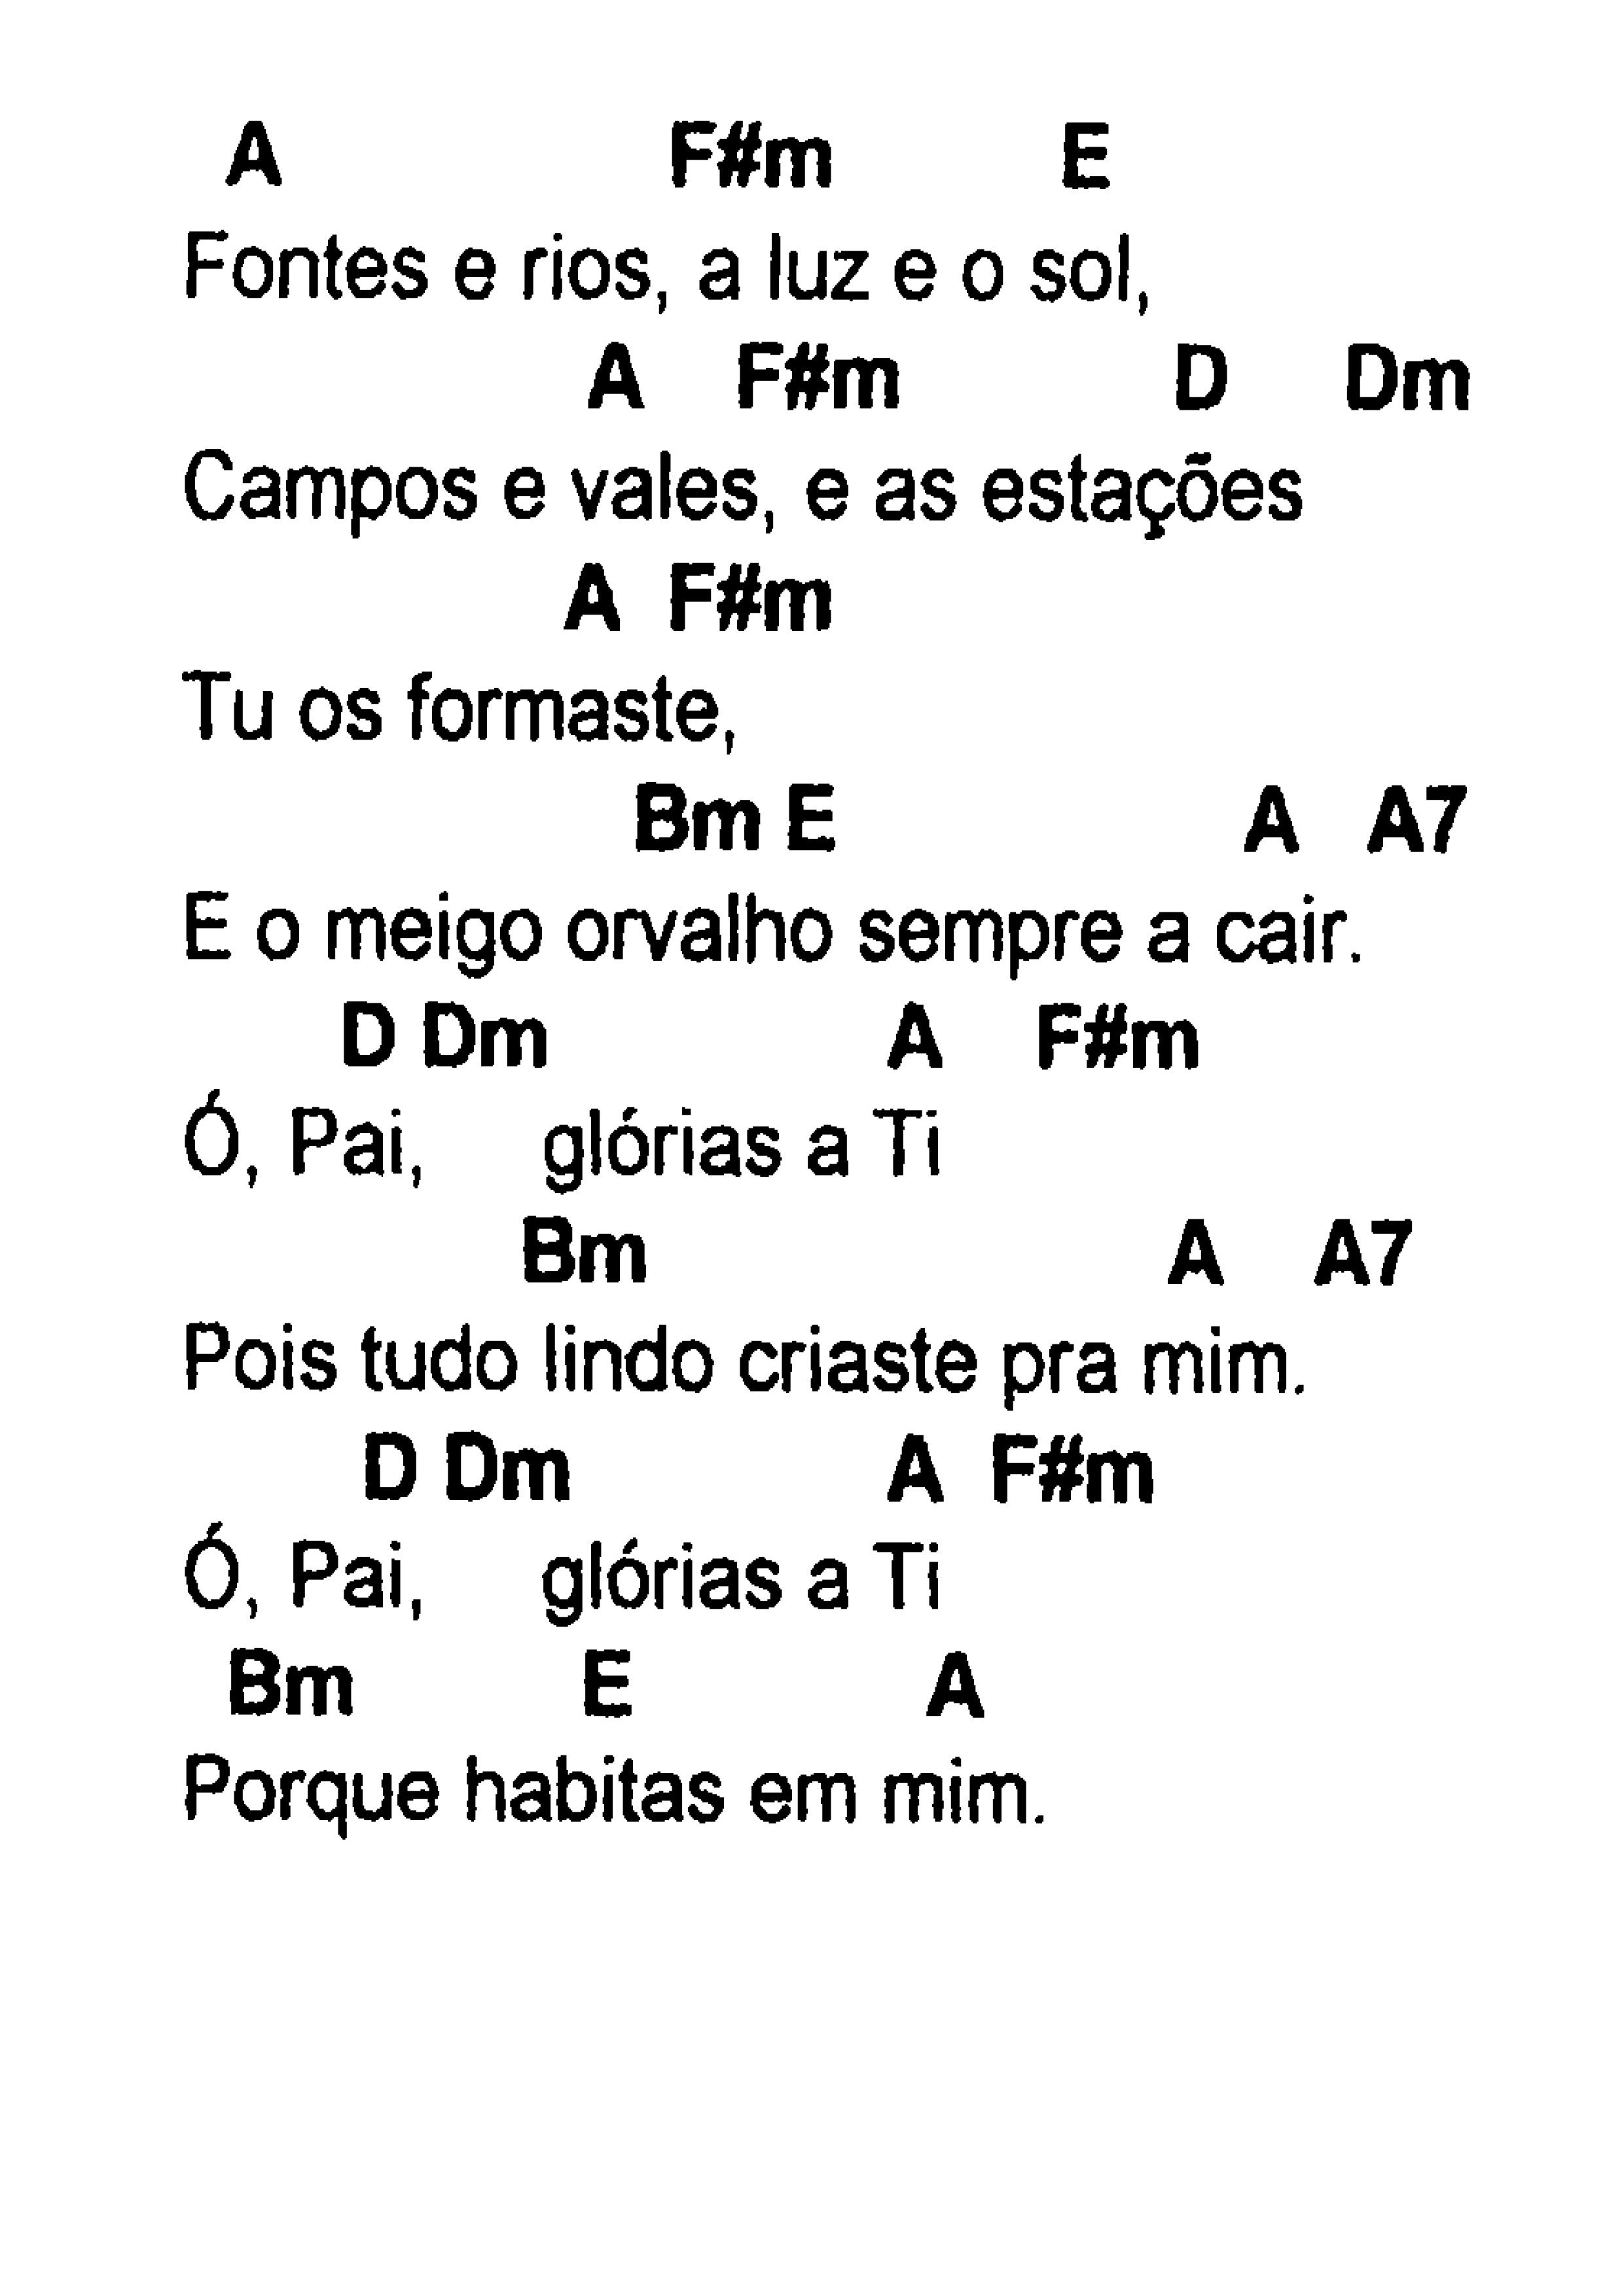 A F#m E
Fontes e rios, a luz e o sol,
A F#m D Dm
Campos e vales, e as estações
A F#m
Tu os formaste,
Bm E A A7
E o meigo orvalho sempre a cair.
D Dm A F#m
Ó, Pai, glórias a Ti
Bm A A7
Pois tudo lindo criaste pra mim.
D Dm A F#m
Ó, Pai, glórias a Ti
Bm E A
Porque habitas em mim.